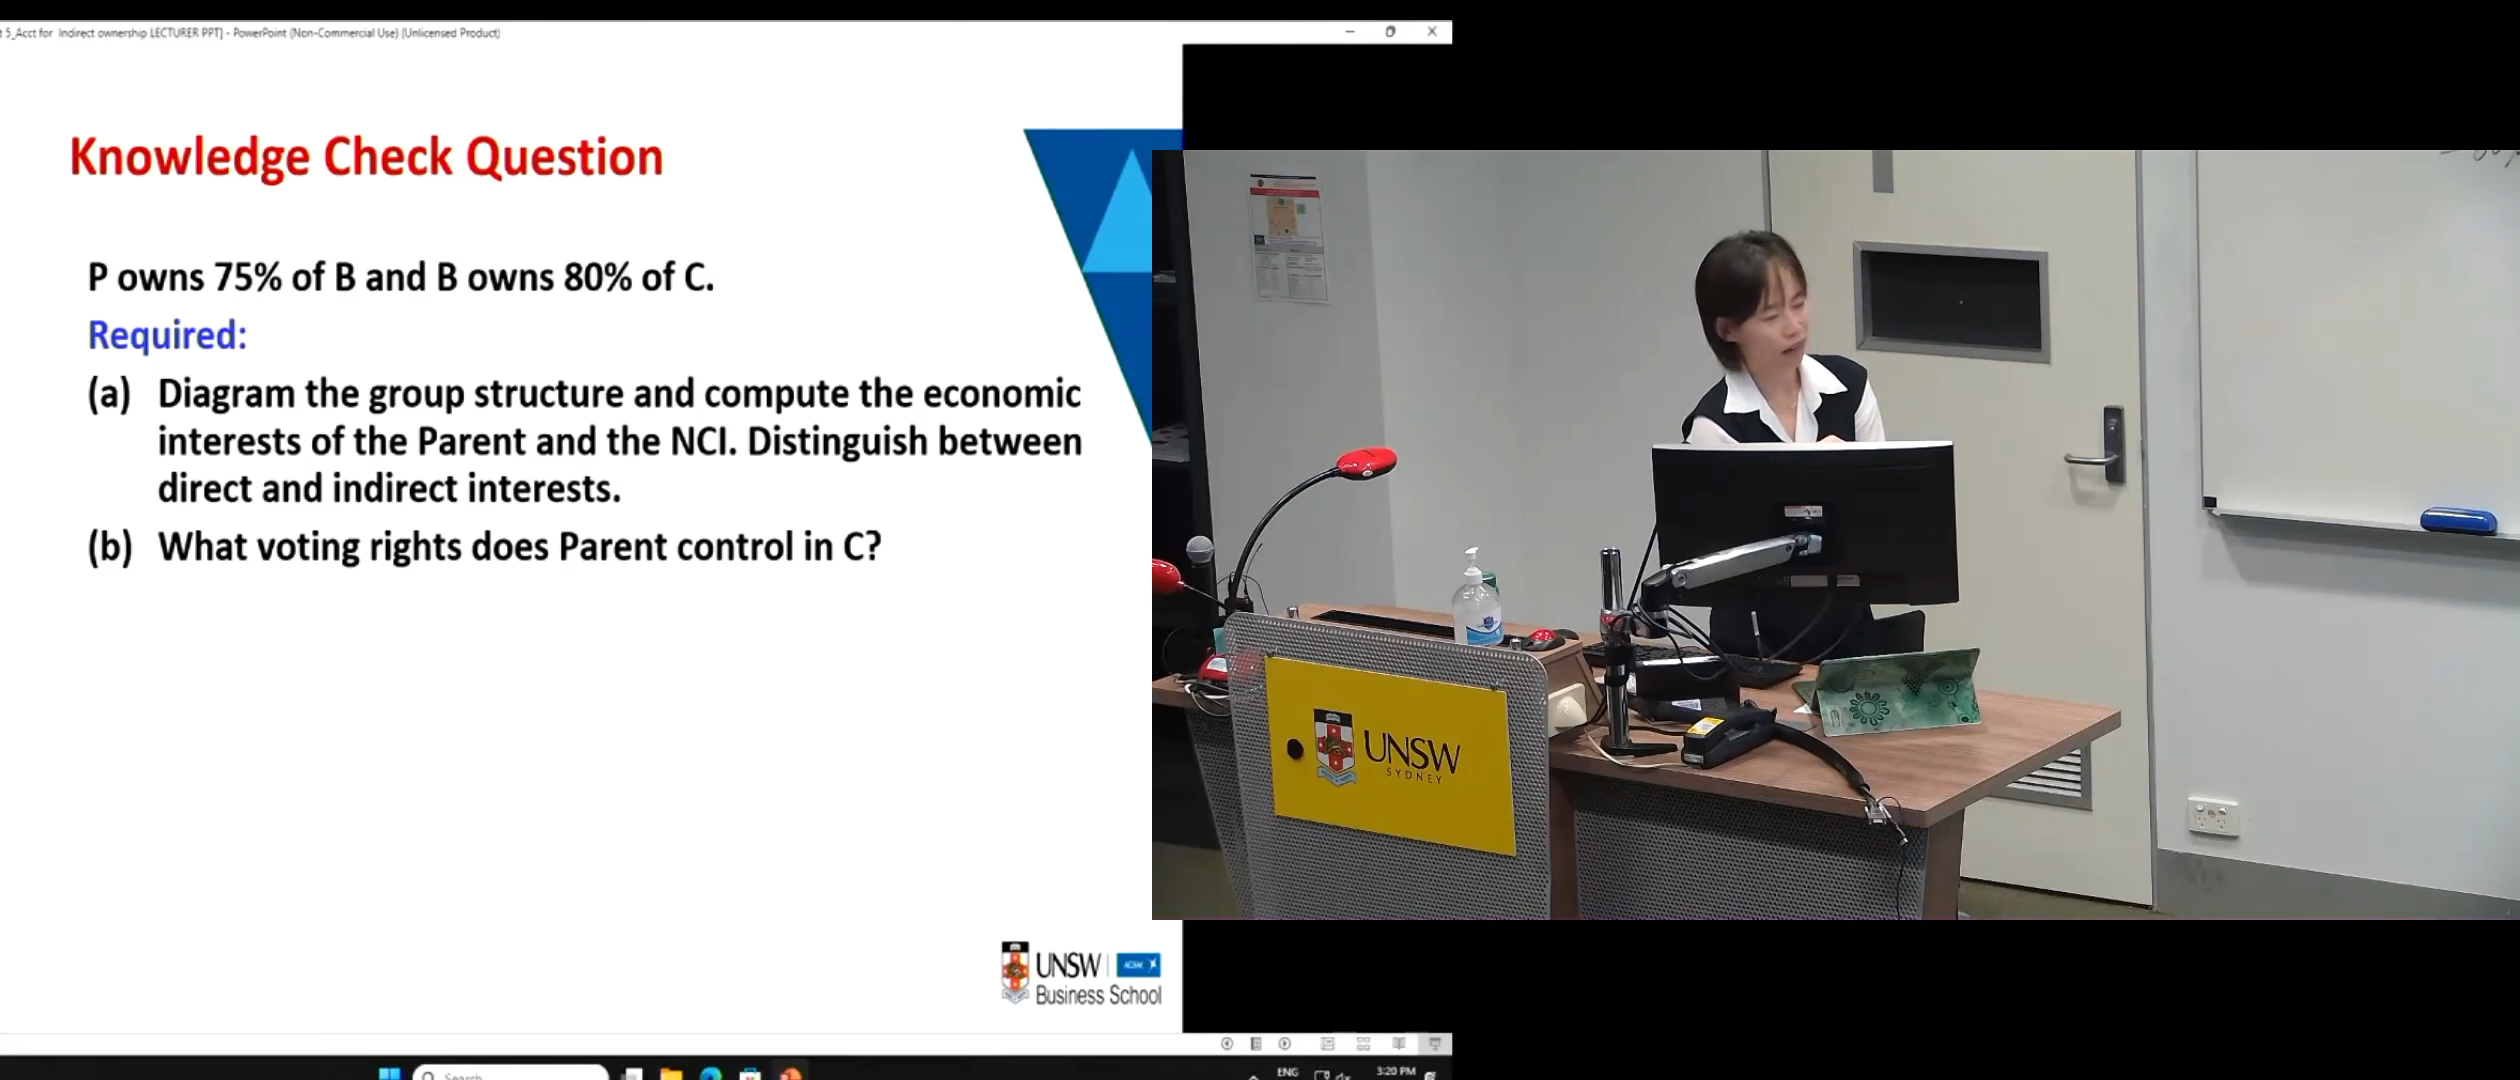 5_Acct for Indirect ownership LECTURER PPT] - PowerPoint (Non-Commercial Use) (Unlicensed Product)
Knowledge Check Question
P owns 75% of B and B owns 80% of C.
Required:
(a) Diagram the group structure and compute the economic
interests of the Parent and the NCI. Distinguish between
direct and indirect interests.
(b) What voting rights does Parent control in C?
UNSW
SYDNEY
UNSW
AGSM
Business School
Search
ENG
3:20 PM